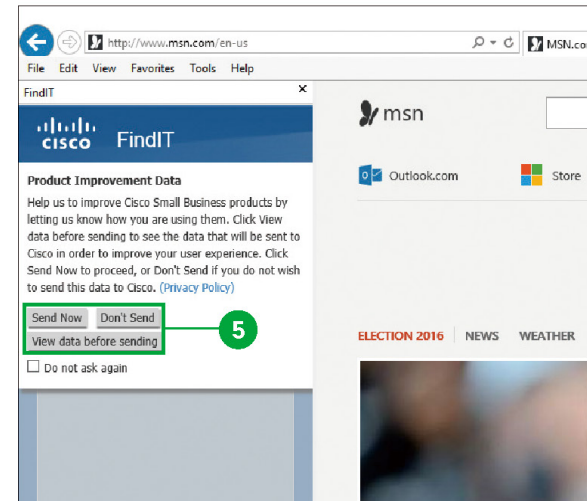 http://www.msn.com/en-us
MSN.co
File Edit View Favorites Tools Help
FindIT
CISCO FindIT
Product Improvement Data
Help us to improve Cisco Small Business products by
letting us know how you are using them. Click View
data before sending to see the data that will be sent to
Cisco in order to improve your user experience. Click
Send Now to proceed, or Don't Send if you do not wish
to send this data to Cisco. (Privacy Policy)
Send Now Don't Send
View data before sending
5
Do not ask again
msn
Outlook.com Store
ELECTION 2016 NEWS WEATHER